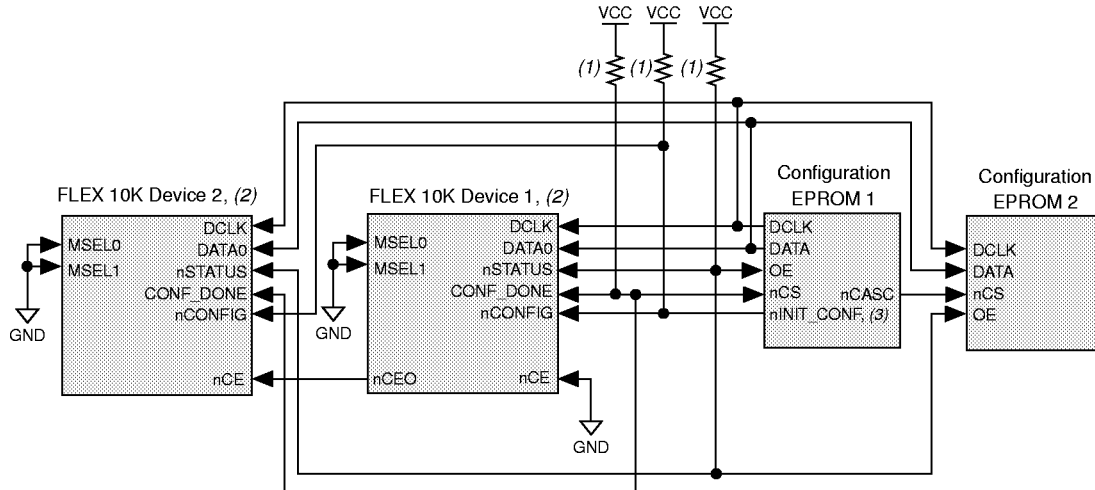 VCC VCC VCC
(1) (1) (1)
Configuration
EPROM 1
Configuration
EPROM 2
FLEX 10K Device 2, (2)
FLEX 10K Device 1, (2)
MSEL0
MSEL1
GND
DCLK
DATA0
nSTATUS
CONF_DONE
nCONFIG
nCE
MSEL0
MSEL1
GND
nCEO
DCLK
DATA0
nSTATUS
CONF_DONE
nCONFIG
nCE
GND
DCLK
DATA
OE
nCS
nINIT_CONF, (3)
nCASC
DCLK
DATA
nCS
OE